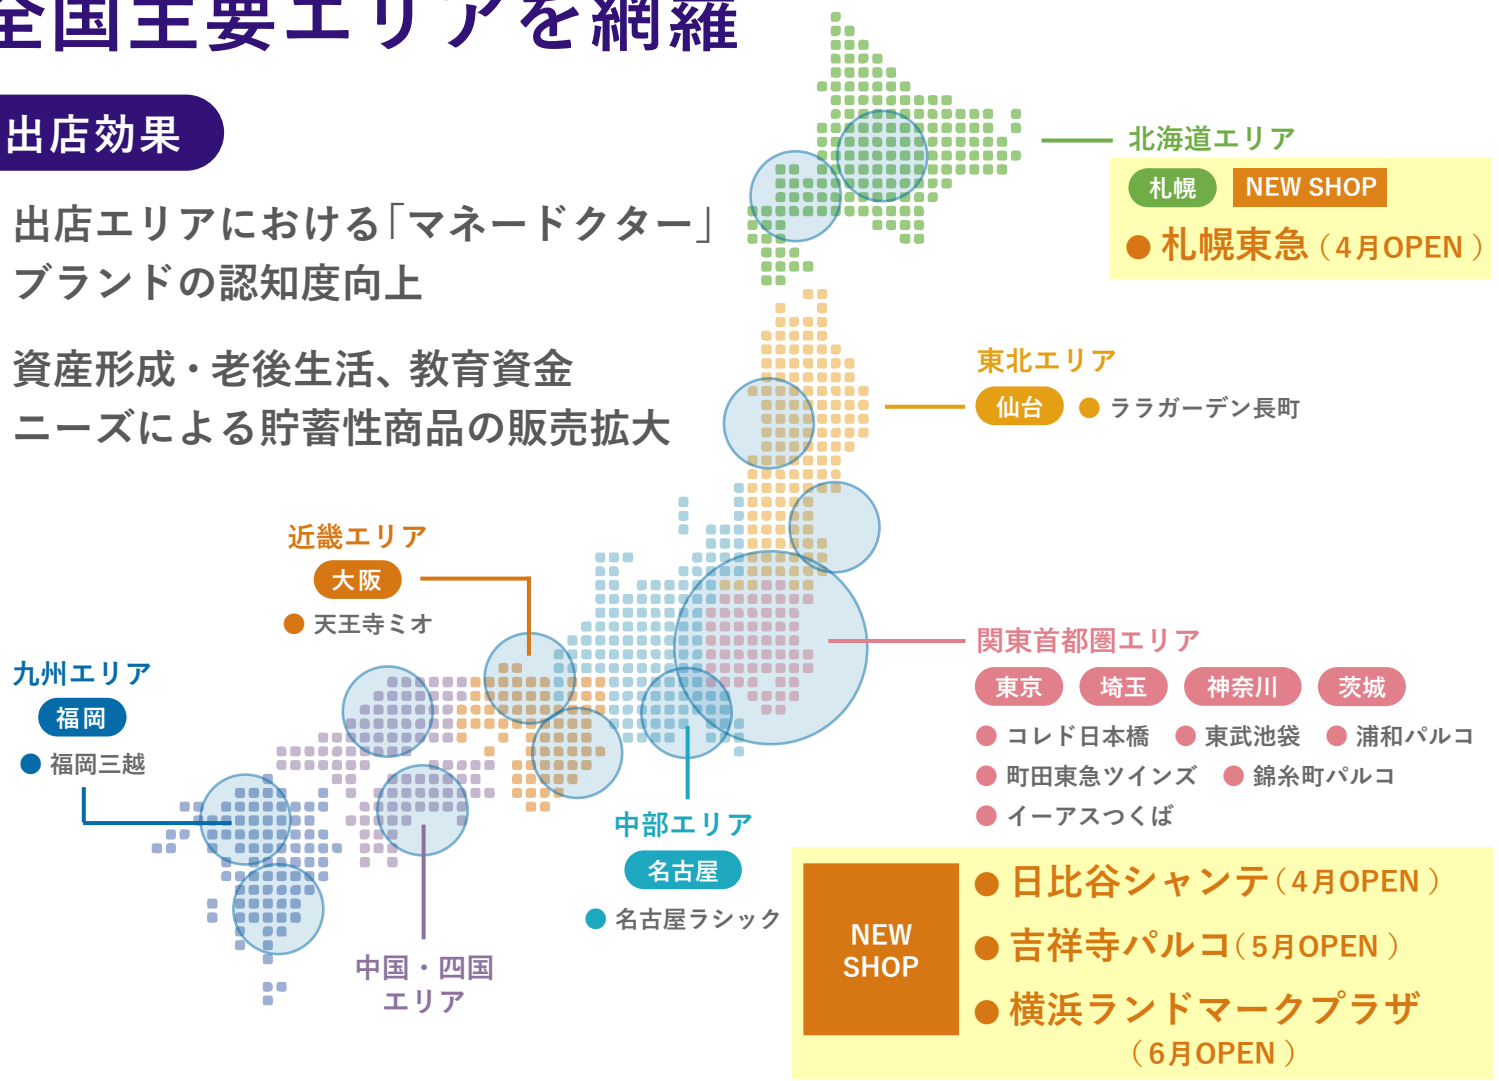 全国主要エリアを網羅
出店効果
出店エリアにおける「マネードクター」
ブランドの認知度向上
資産形成・老後生活、教育資金
ニーズによる貯蓄性商品の販売拡大
北海道エリア
札幌 NEW SHOP
● 札幌東急（4月OPEN）
東北エリア
仙台 ● ララガーデン長町
近畿エリア
大阪
● 天王寺ミオ
関東首都圏エリア
東京 埼玉 神奈川 茨城
● コレド日本橋 ● 東武池袋 ● 浦和パルコ
● 町田東急ツインズ ● 錦糸町パルコ
● イーアスつくば
九州エリア
福岡
● 福岡三越
中部エリア
名古屋
● 名古屋ラシック
中国・四国
エリア
NEW
SHOP
● 日比谷シャンテ（4月OPEN）
● 吉祥寺パルコ（5月OPEN）
● 横浜ランドマークプラザ
（6月OPEN）